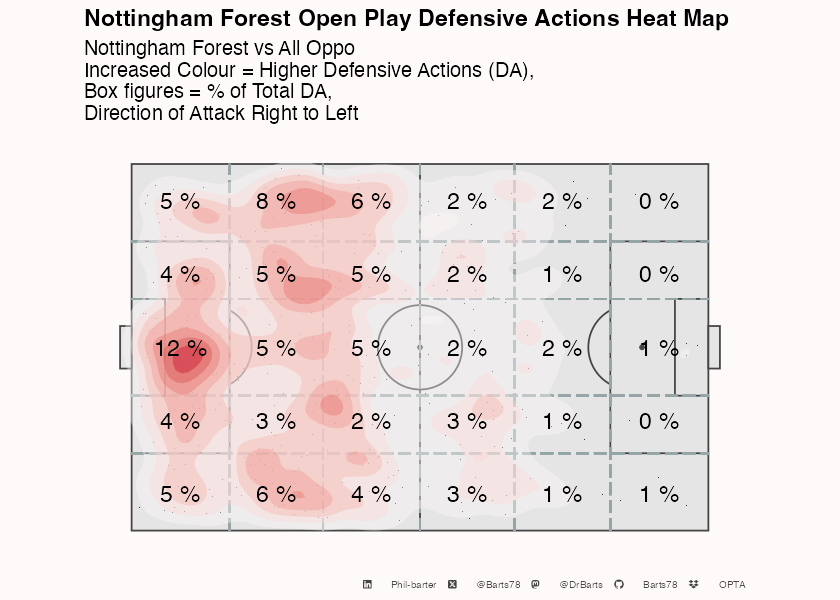 Nottingham Forest Open Play Defensive Actions Heat Map
Nottingham Forest vs All Oppo
Increased Colour = Higher Defensive Actions (DA),
Box figures = % of Total DA,
Direction of Attack Right to Left
5 % 8 % 6 % 2 % 2 % 0 %
4 % 5 % 5 % 2 % 1 % 0 %
12 % 5 % 5 % 2 % 2 % 1 %
4 % 3 % 2 % 3 % 1 % 0 %
5 % 6 % 4 % 3 % 1 % 1 %
Phil-barter @Barts78 @DrBarts Barts78 OPTA